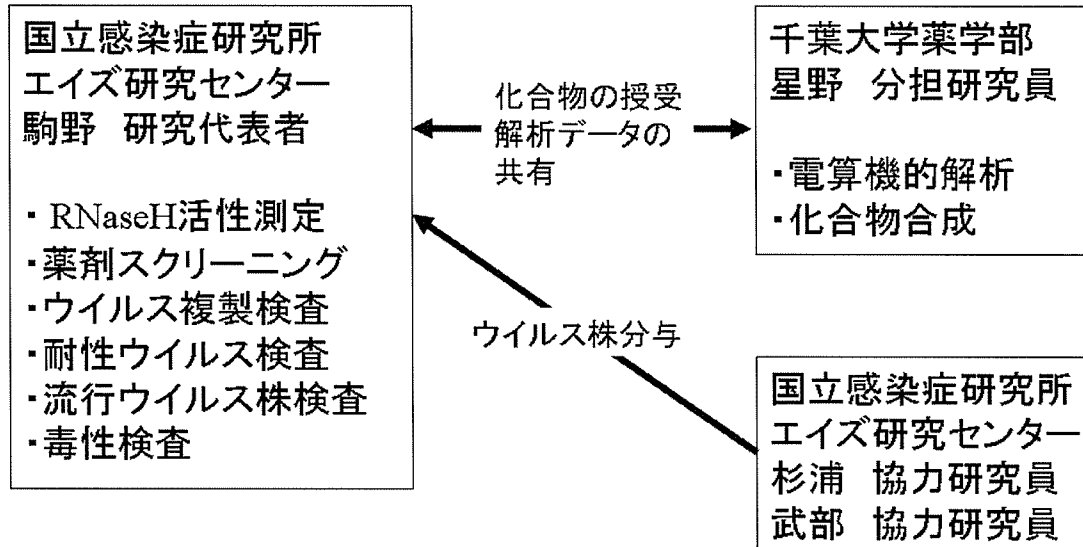 国立感染症研究所
エイズ研究センター
駒野　研究代表者
・RNaseH活性測定
・薬剤スクリーニング
・ウイルス複製検査
・耐性ウイルス検査
・流行ウイルス株検査
・毒性検査
化合物の授受
解析データの
共有
千葉大学薬学部
星野　分担研究員
・電算機的解析
・化合物合成
ウイルス株分与
国立感染症研究所
エイズ研究センター
杉浦　協力研究員
武部　協力研究員